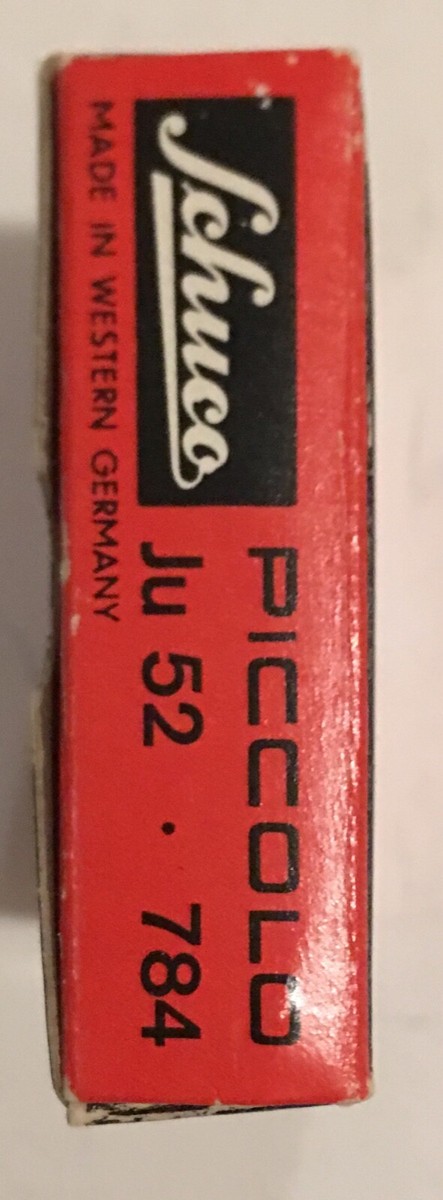 Schuco
PICCOLO
Ju 52 · 784
MADE IN WESTERN GERMANY